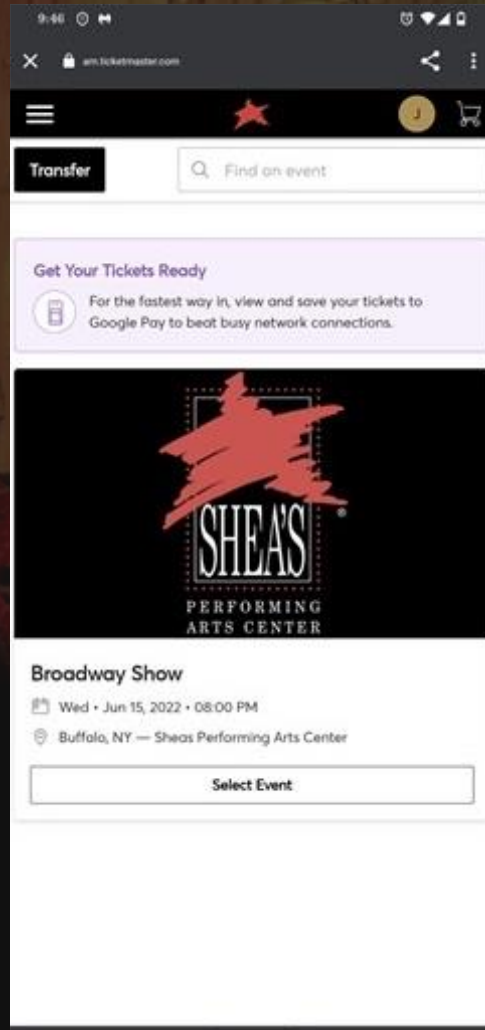 9:46
am.ticketmaster.com
J
Transfer
Find an event
Get Your Tickets Ready
For the fastest way in, view and save your tickets to
Google Pay to beat busy network connections.
SHEA'S
®
PERFORMING
ARTS CENTER
Broadway Show
Wed • Jun 15, 2022 • 08:00 PM
Buffalo, NY — Sheas Performing Arts Center
Select Event